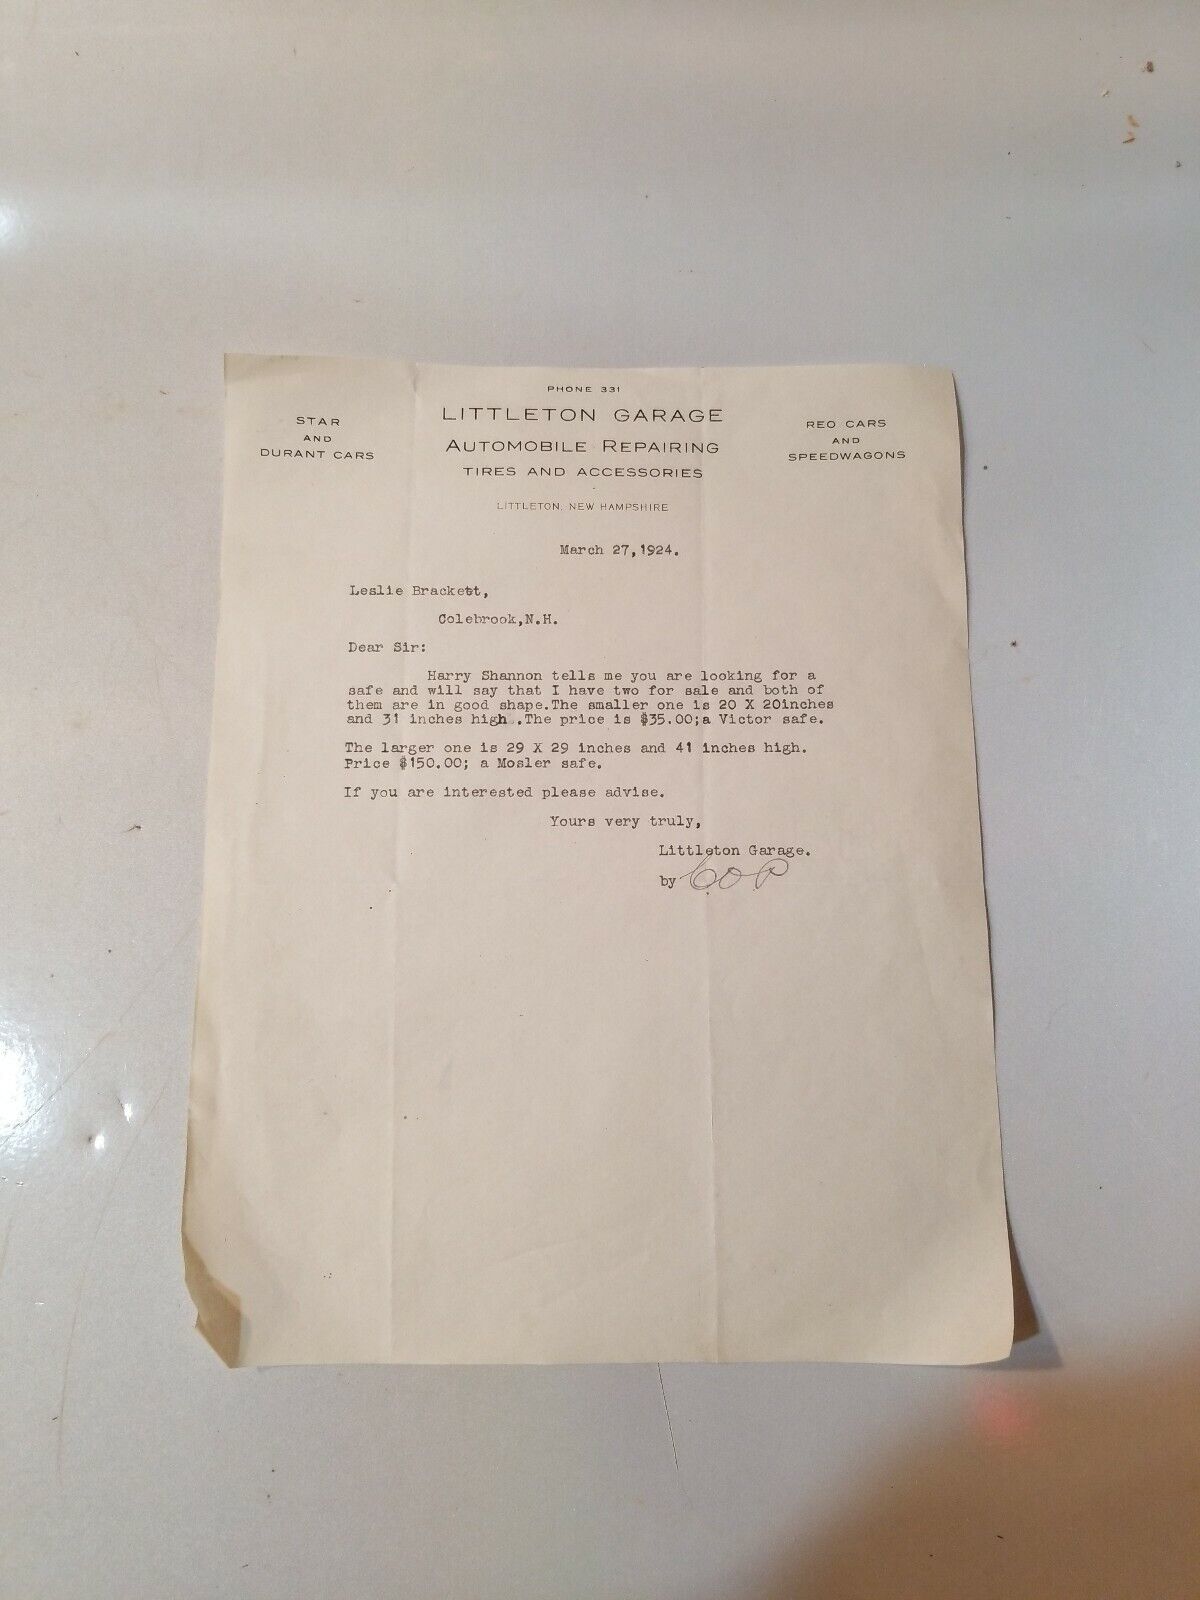 PHONE 331
LITTLETON GARAGE
AUTOMOBILE REPAIRING
TIRES AND ACCESSORIES
LITTLETON, NEW HAMPSHIRE
STAR
AND
DURANT CARS
REO CARS
AND
SPEEDWAGONS
March 27,1924.
Leslie Brackett,
Colebrook,N.H.
Dear Sir:
Harry Shannon tells me you are looking for a
safe and will say that I have two for sale and both of
them are in good shape.The smaller one is 20 X 20inches
and 31 inches high .The price is $35.00;a Victor safe.
The larger one is 29 X 29 inches and 41 inches high.
Price $150.00; a Mosler safe.
If you are interested please advise.
Yours very truly,
Littleton Garage.
by